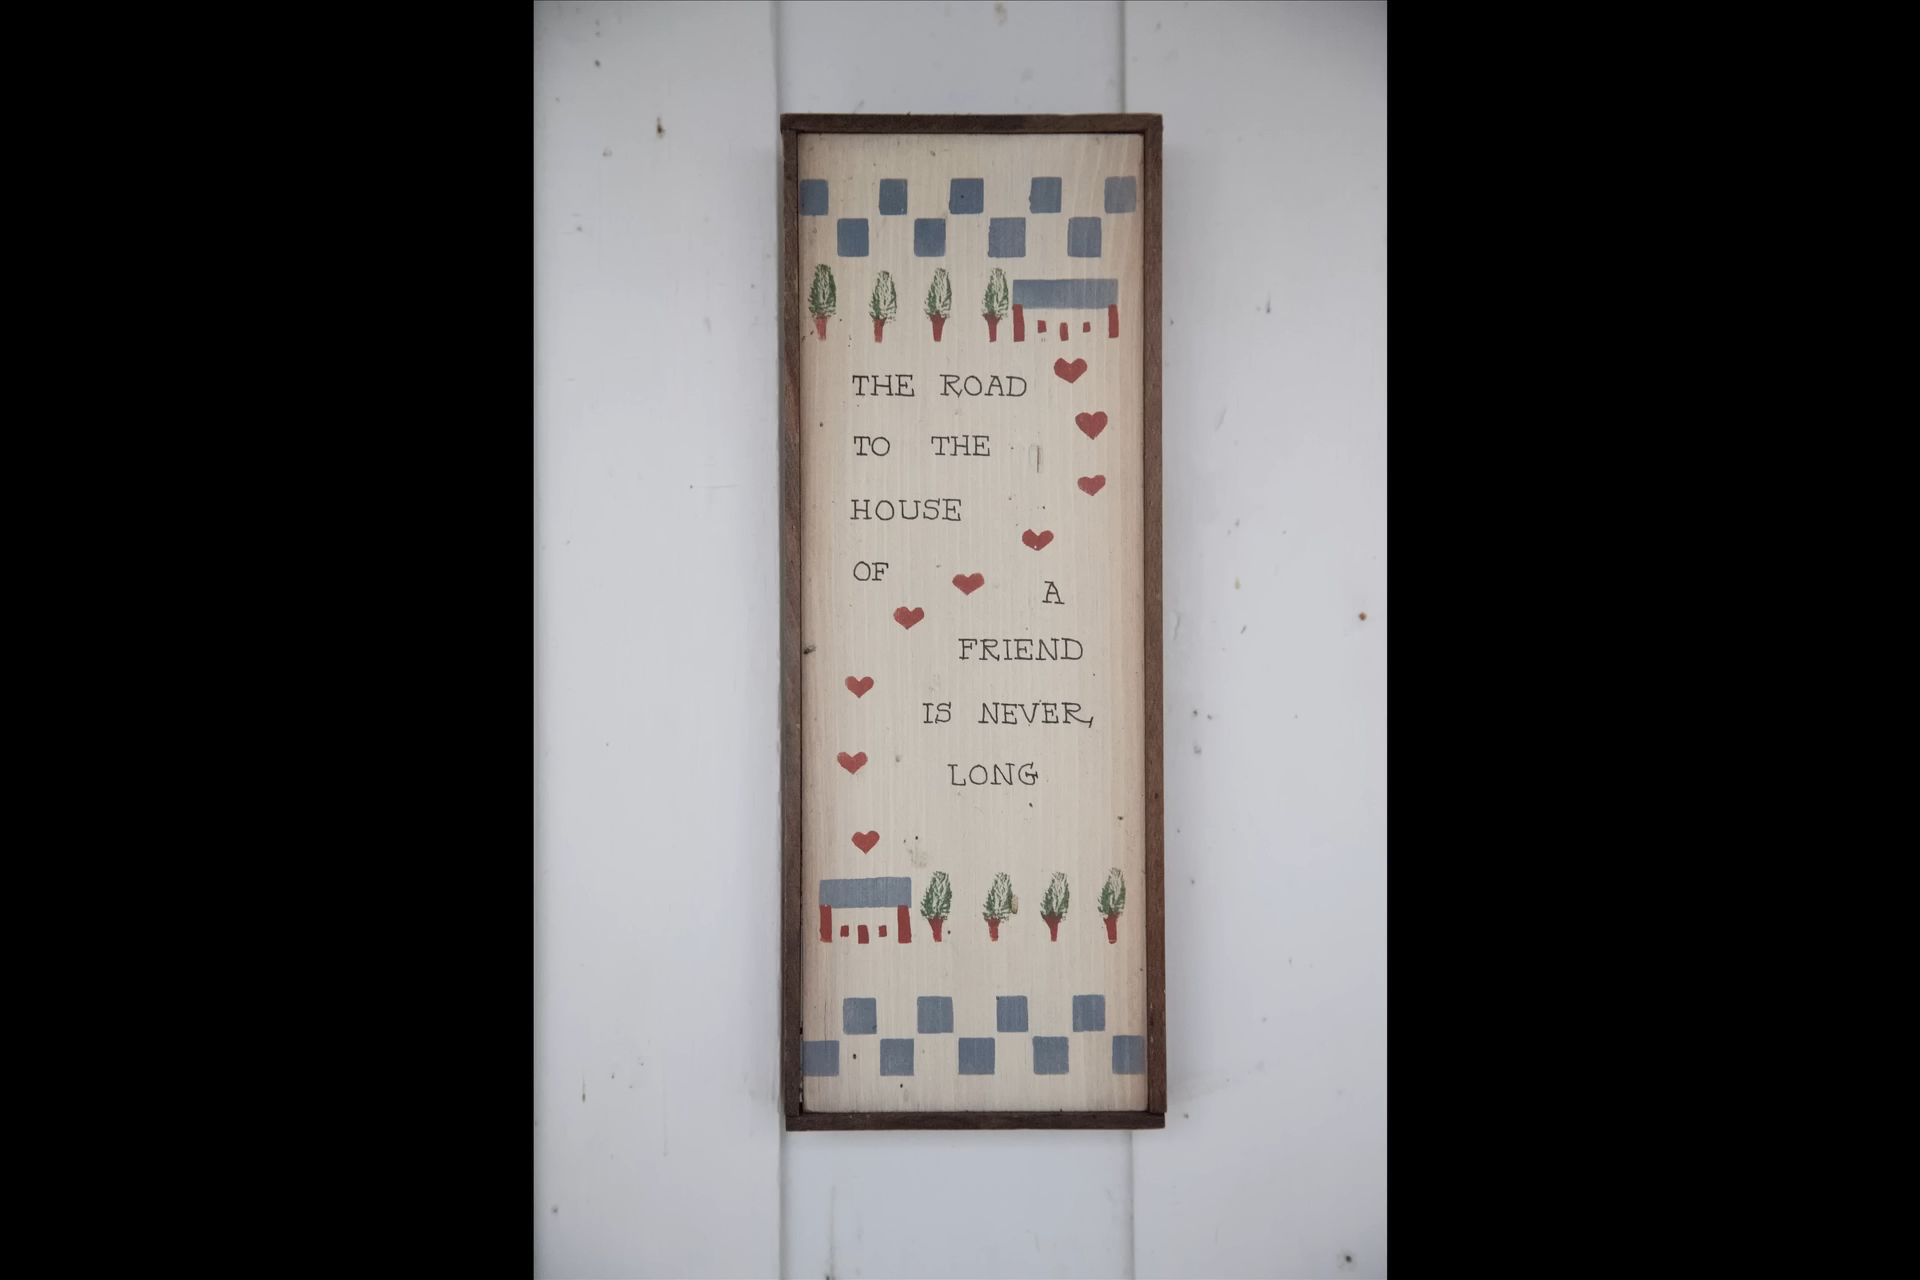 THE ROAD
TO THE
HOUSE
OF
A
FRIEND
IS NEVER
LONG